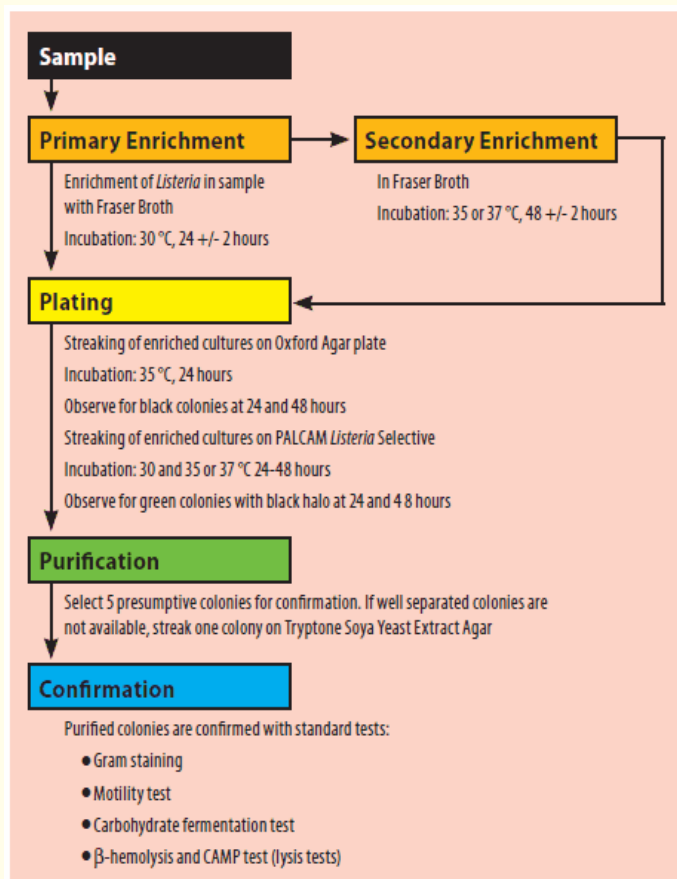 Sample
Primary Enrichment
Secondary Enrichment
Enrichment of Listeria in sample
with Fraser Broth
Incubation: 30 °C, 24 +/- 2 hours
In Fraser Broth
Incubation: 35 or 37 °C, 48 +/- 2 hours
Plating
Streaking of enriched cultures on Oxford Agar plate
Incubation: 35 °C, 24 hours
Observe for black colonies at 24 and 48 hours
Streaking of enriched cultures on PALCAM Listeria Selective
Incubation: 30 and 35 or 37 °C 24-48 hours
Observe for green colonies with black halo at 24 and 4 8 hours
Purification
Select 5 presumptive colonies for confirmation. If well separated colonies are
not available, streak one colony on Tryptone Soya Yeast Extract Agar
Confirmation
Purified colonies are confirmed with standard tests:
● Gram staining
● Motility test
● Carbohydrate fermentation test
● β-hemolysis and CAMP test (lysis tests)